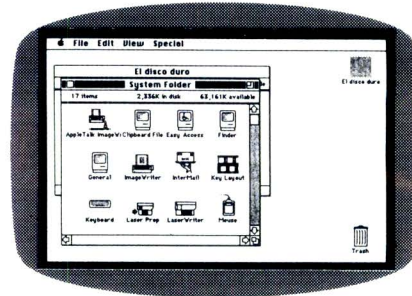 File Edit View Special
El disco duro
El disco duro
System Folder
17 items 2,336K in disk 63,161K available
AppleTalk ImageWri Clipboard File Easy Access Finder
General ImageWriter InterMail Key Layout
Keyboard Laser Prep LaserWriter Mouse
Trash